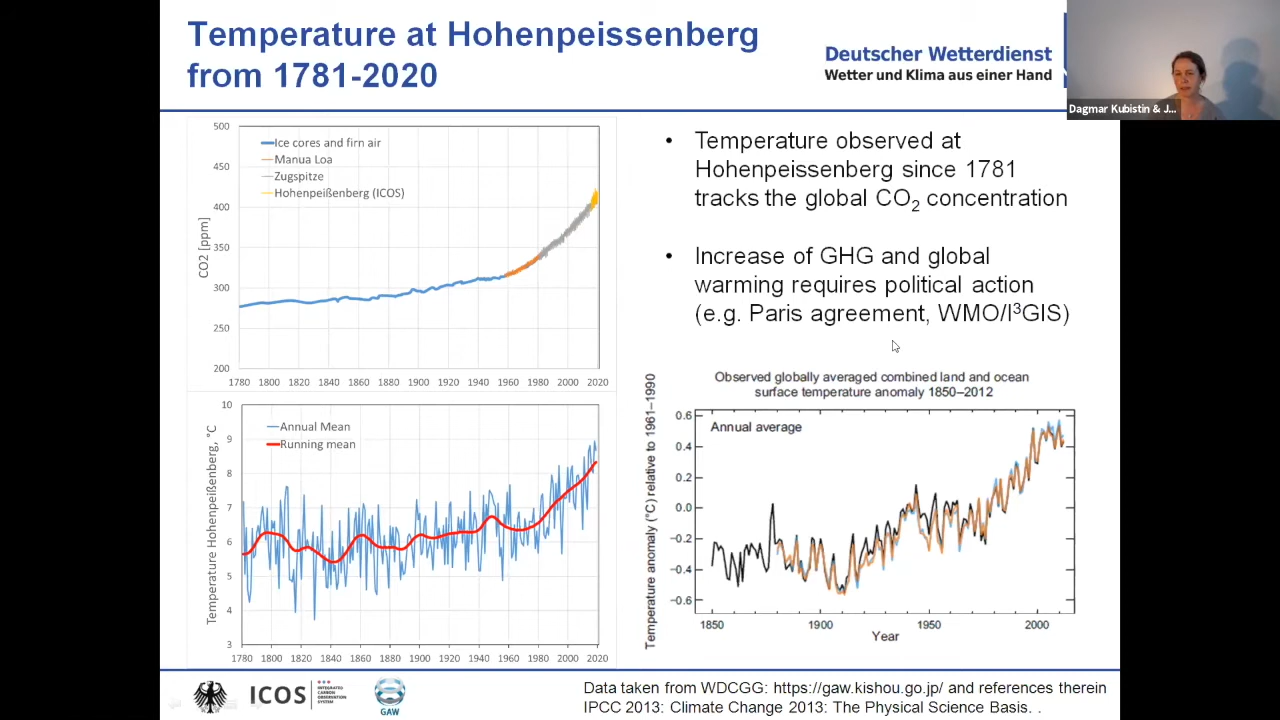 Temperature at Hohenpeissenberg
from 1781-2020
Deutscher Wetterdienst
Wetter und Klima aus einer Hand
Dagmar Kubistin & J...
CO2 [ppm]
500
450
400
350
300
250
200
Ice cores and firn air
Manua Loa
Zugspitze
Hohenpeißenberg (ICOS)
1780 1800 1820 1840 1860 1880 1900 1920 1940 1960 1980 2000 2020
Temperature Hohenpeißenberg, °C
10
9
8
7
6
5
4
3
Annual Mean
Running mean
1780 1800 1820 1840 1860 1880 1900 1920 1940 1960 1980 2000 2020
• Temperature observed at
Hohenpeissenberg since 1781
tracks the global CO₂ concentration
• Increase of GHG and global
warming requires political action
(e.g. Paris agreement, WMO/I³GIS)
Observed globally averaged combined land and ocean
surface temperature anomaly 1850–2012
Temperature anomaly (°C) relative to 1961–1990
Annual average
0.6
0.4
0.2
0.0
−0.2
−0.4
−0.6
1850 1900 1950 2000
Year
ICOS
INTEGRATED
CARBON
OBSERVATION
SYSTEM
GAW
Data taken from WDCGG: https://gaw.kishou.go.jp/ and references therein
IPCC 2013: Climate Change 2013: The Physical Science Basis. .